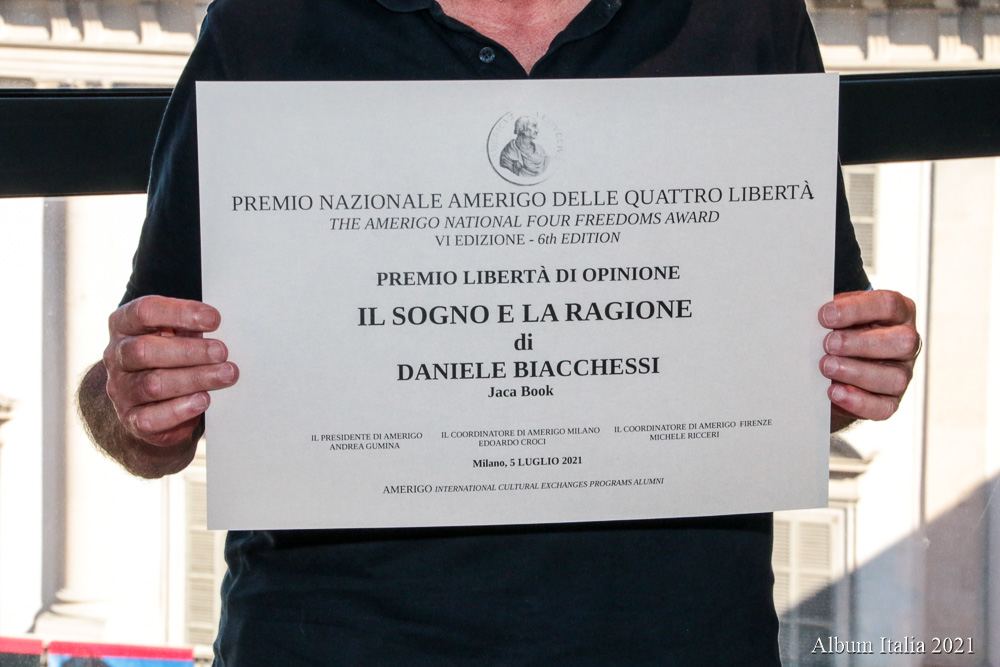 PREMIO NAZIONALE AMERIGO DELLE QUATTRO LIBERTÀ
THE AMERIGO NATIONAL FOUR FREEDOMS AWARD
VI EDIZIONE - 6th EDITION
PREMIO LIBERTÀ DI OPINIONE
IL SOGNO E LA RAGIONE
di
DANIELE BIACCHESSI
Jaca Book
IL PRESIDENTE DI AMERIGO
ANDREA GUMINA
IL COORDINATORE DI AMERIGO MILANO
EDOARDO CROCI
IL COORDINATORE DI AMERIGO FIRENZE
MICHELE RICCERI
Milano, 5 LUGLIO 2021
AMERIGO INTERNATIONAL CULTURAL EXCHANGES PROGRAMS ALUMNI
Album Italia 2021